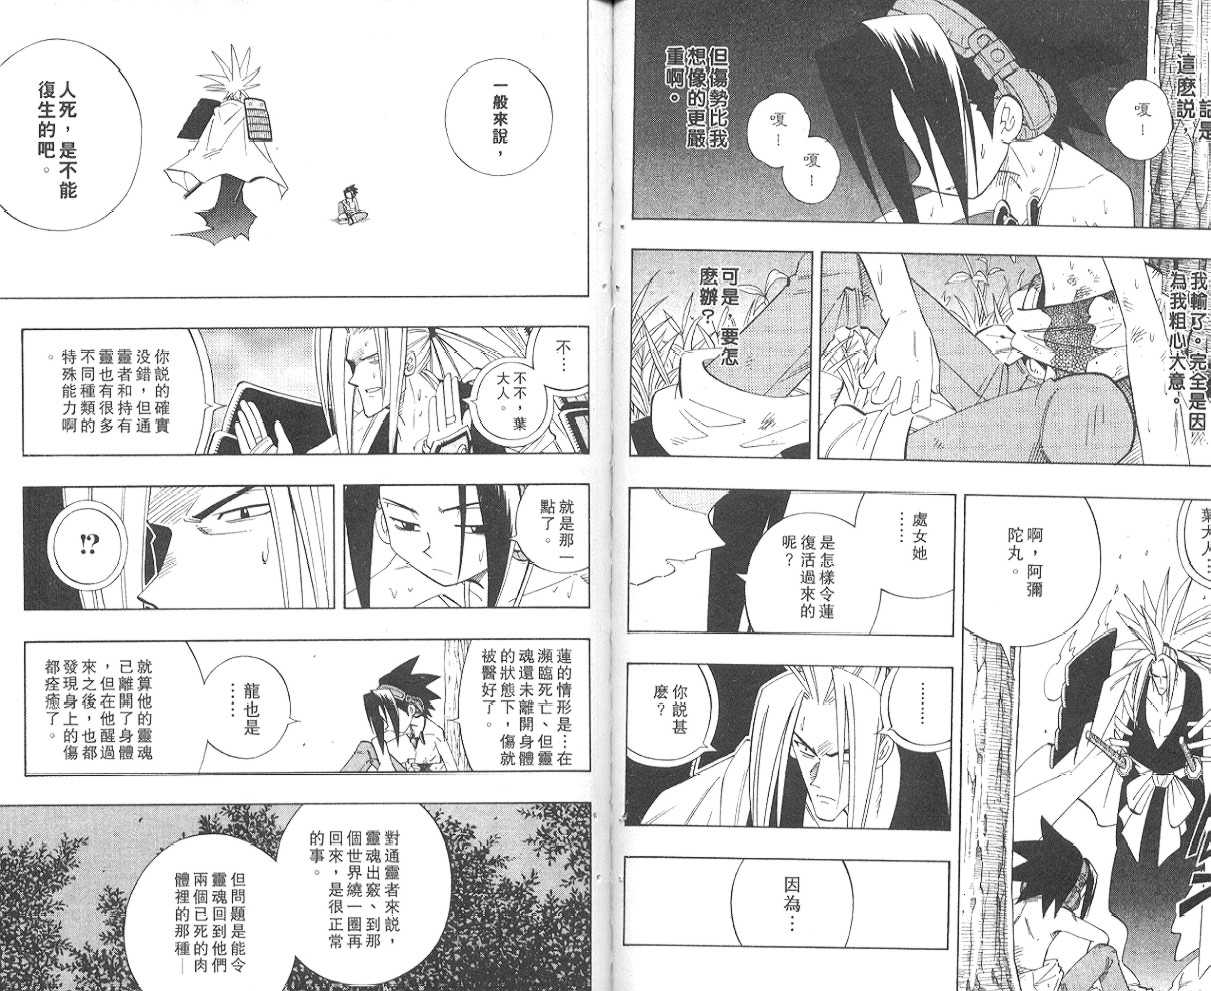 話是
這麼説，
嗄—
嗄—
嗄—
但傷勢比我
想像的更嚴
重啊。
我輸了。完全是因
為我粗心大意。
可是，要怎
麼辦？
葉大人…
啊，阿彌
陀丸。
處女她
……
是怎樣令蓮
復活過來的
呢？
………
你說甚
麼？
因為…
一般來說，
人死，是不能
復生的吧。
不…
不不，葉
大人。
你說的確實
没錯，但通
靈者和持有
靈也有很多
不同種類的
特殊能力啊
。
就是那一
點了。
!?
蓮的情形是…在
瀕臨死亡、但靈
魂還未離開身體
的狀態下，傷就
被醫好了。
龍也是
……
就算他的靈魂
已離開了身體
，但在他醒過
來之後，也都
發現身上的傷
都痊癒了。
對通靈者來說，
靈魂出竅、到那
個世界繞一圈再
回來，是很正常
的事。
但問題是能令
靈魂回到他們
兩個已死的肉
體裡的那種—